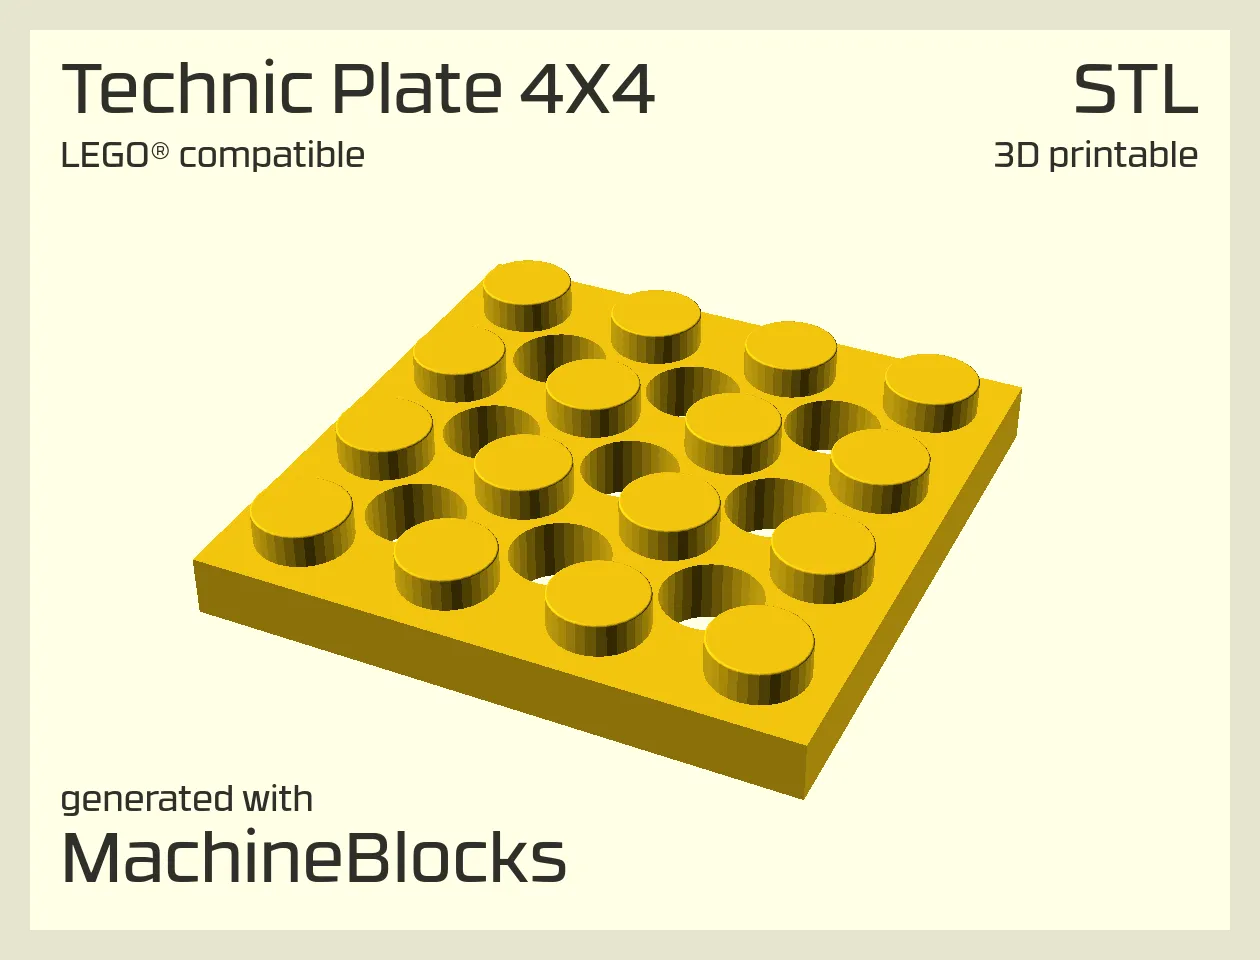 Technic Plate 4X4
LEGO® compatible
STL
3D printable
generated with
MachineBlocks